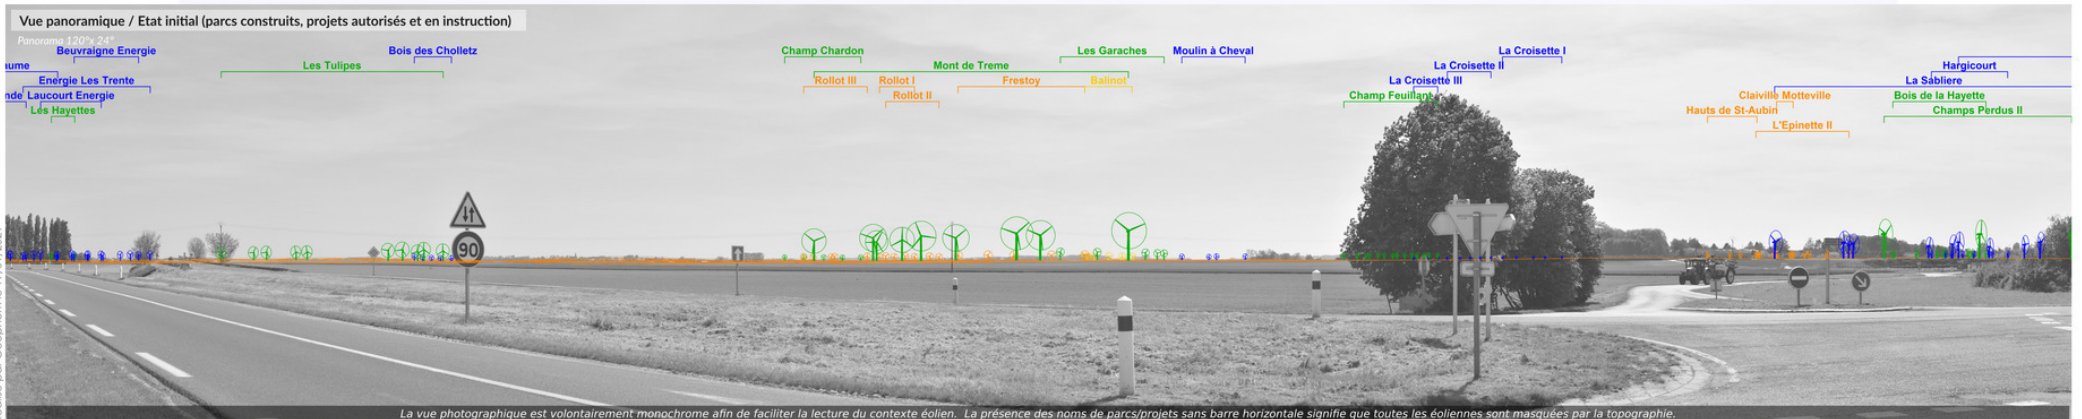 Vue panoramique / Etat initial (parcs construits, projets autorisés et en instruction)
Panorama 120°x 24°
Beuvraigne Energie
Bois des Cholletz
Champ Chardon
Les Garaches
Moulin à Cheval
La Croisette I
aume
Les Tulipes
Mont de Treme
La Croisette II
Hargicourt
Energie Les Trente
Rollot III
Rollot I
Frestoy
Balinot
La Croisette III
La Sabliere
nde
Laucourt Energie
Rollot II
Champ Feuillant
Claiville Motteville
Bois de la Hayette
Les Hayettes
Hauts de St-Aubin
Champs Perdus II
L'Epinette II
90
La vue photographique est volontairement monochrome afin de faciliter la lecture du contexte éolien. La présence des noms de parcs/projets sans barre horizontale signifie que toutes les éoliennes sont masquées par la topographie.